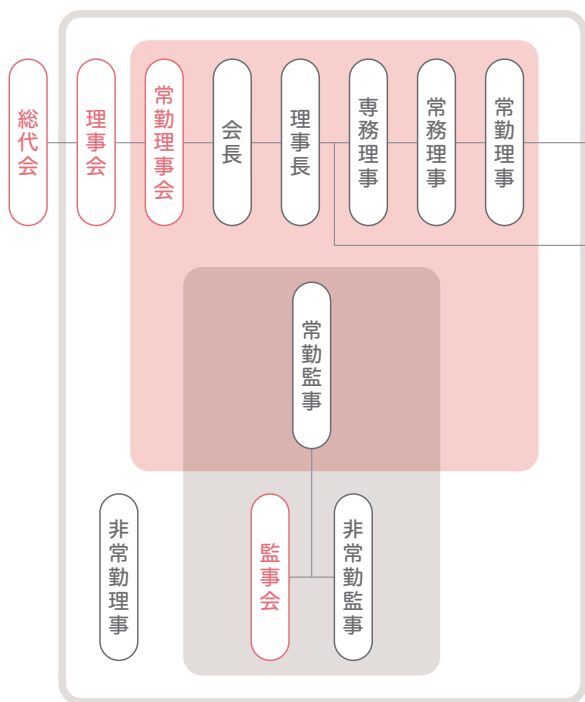 総代会
理事会
常勤理事会
会長
理事長
専務理事
常務理事
常勤理事
常勤監事
非常勤理事
監事会
非常勤監事